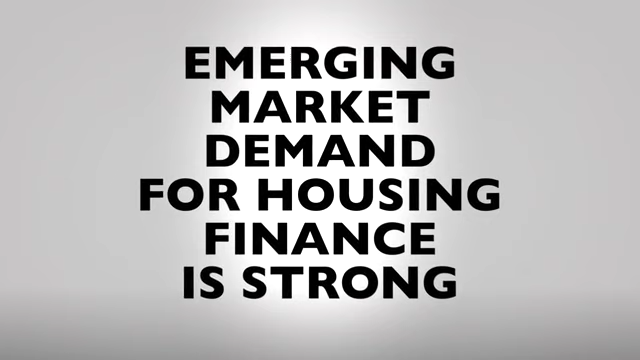 EMERGING
MARKET
DEMAND
FOR HOUSING
FINANCE
IS STRONG